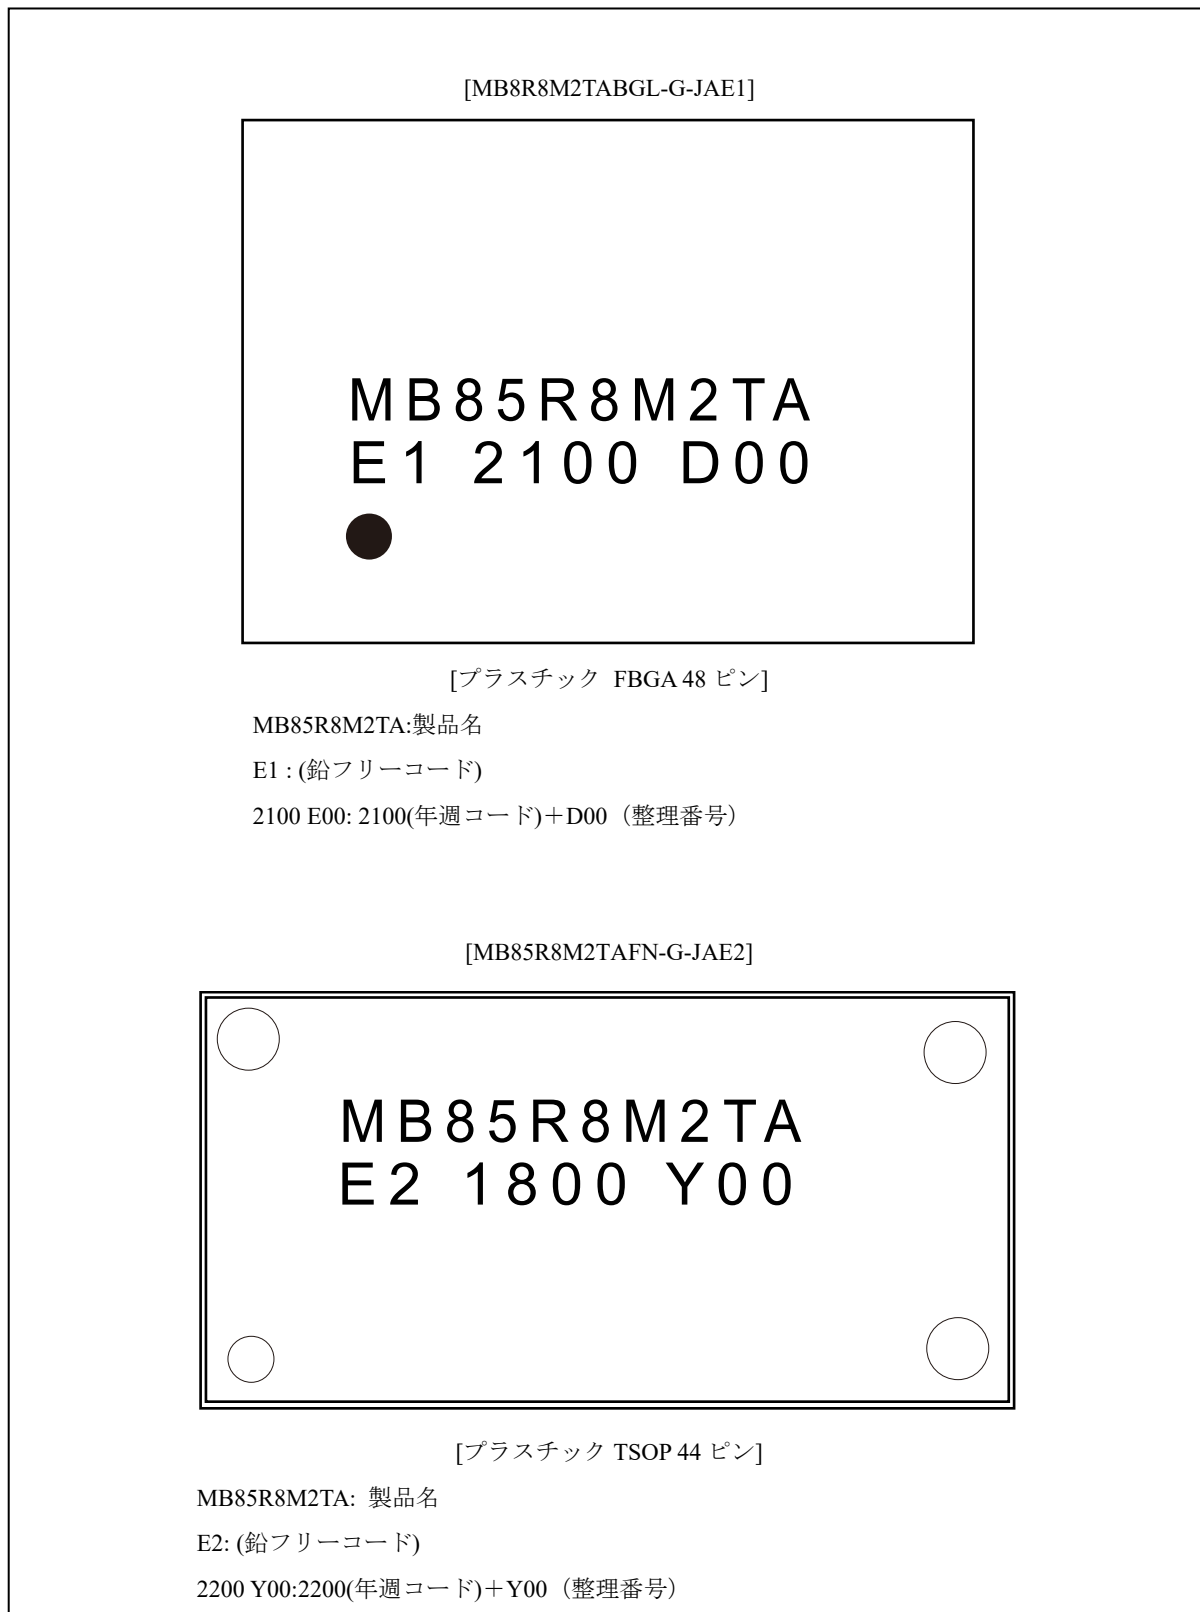 [MB8R8M2TABGL-G-JAE1]
MB85R8M2TA
E1 2100 D00
[プラスチック FBGA 48 ピン]
MB85R8M2TA:製品名
E1 : (鉛フリーコード)
2100 E00: 2100(年週コード)＋D00（整理番号）
[MB85R8M2TAFN-G-JAE2]
MB85R8M2TA
E2 1800 Y00
[プラスチック TSOP 44 ピン]
MB85R8M2TA: 製品名
E2: (鉛フリーコード)
2200 Y00:2200(年週コード)＋Y00（整理番号）